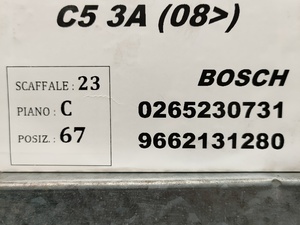 C5 3A (08>)
SCAFFALE : 23
PIANO : C
POSIZ. : 67
BOSCH
0265230731
9662131280